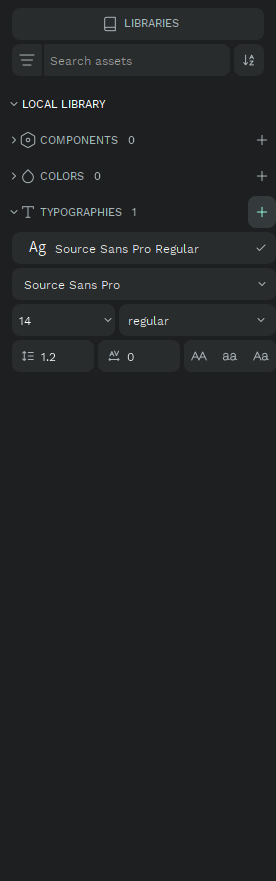 LIBRARIES
Search assets
LOCAL LIBRARY
COMPONENTS 0
COLORS 0
TYPOGRAPHIES 1
Ag Source Sans Pro Regular
Source Sans Pro
14 regular
1.2 AV 0 AA aa Aa